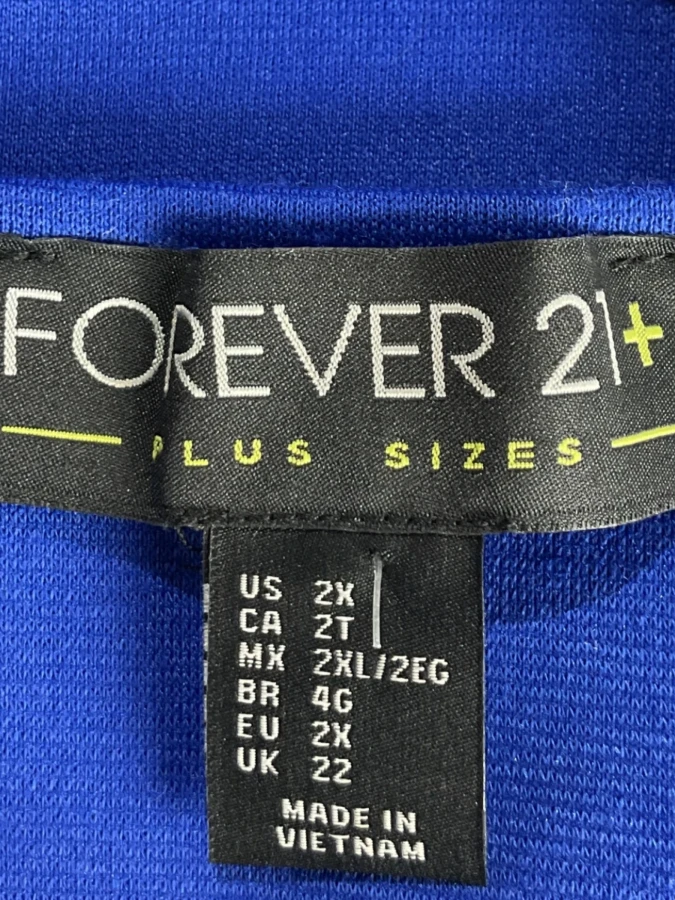 FOREVER 21+
PLUS SIZES
US 2X
CA 2T
MX 2XL/2EG
BR 4G
EU 2X
UK 22
MADE IN
VIETNAM